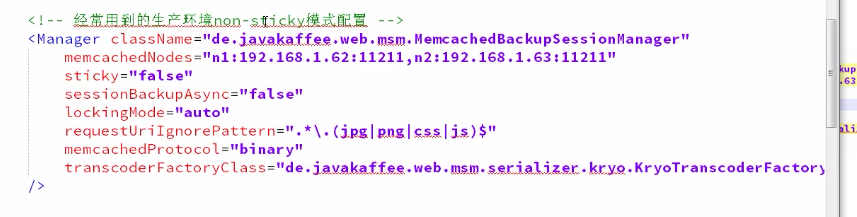 <!-- 经常用到的生产环境non-sticky模式配置 -->
<Manager className="de.javakaffee.web.msm.MemcachedBackupSessionManager"
memcachedNodes="n1:192.168.1.62:11211,n2:192.168.1.63:11211"
sticky="false"
sessionBackupAsync="false"
lockingMode="auto"
requestUriIgnorePattern=".*\.(jpg|png|css|js)$"
memcachedProtocol="binary"
transcoderFactoryClass="de.javakaffee.web.msm.serializer.kryo.KryoTranscoderFactory
/>
kup
.63